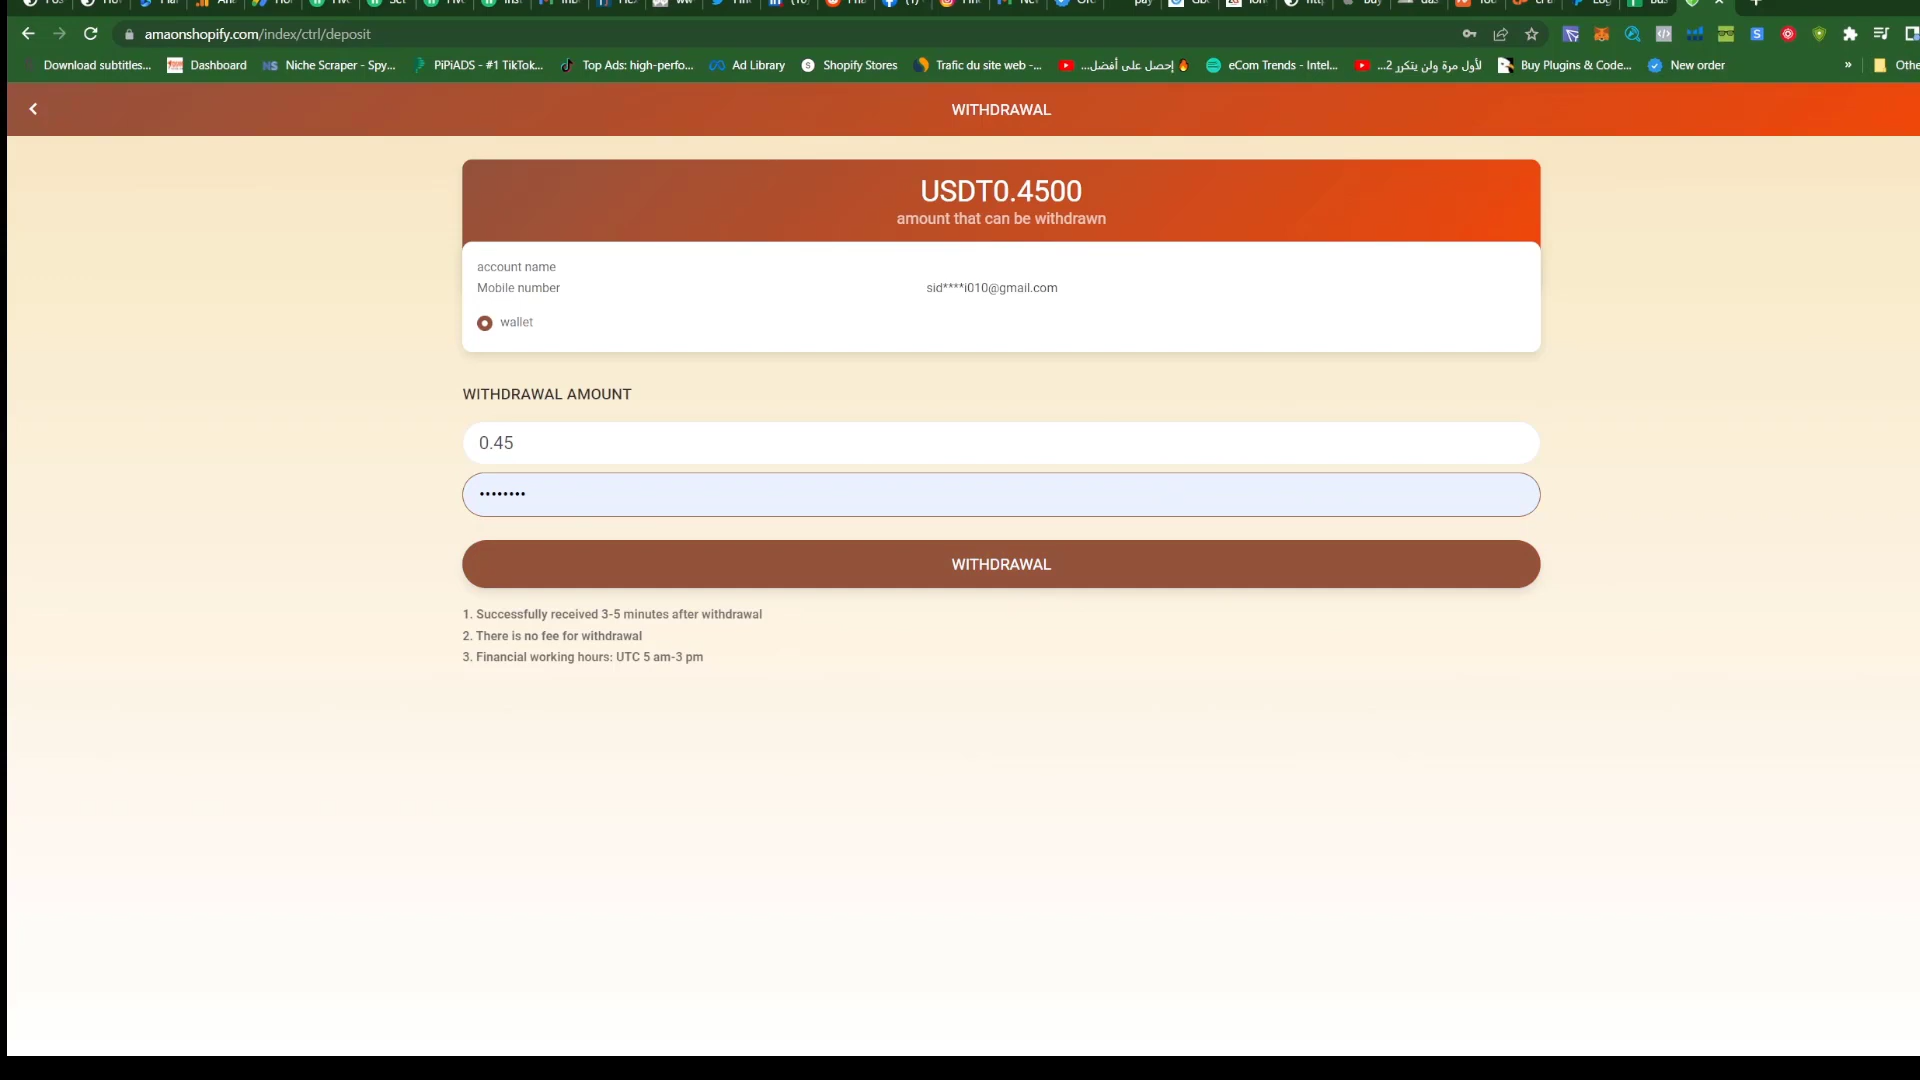 amaonshopify.com/index/ctrl/deposit
Download subtitles...
Dashboard
NS Niche Scraper - Spy...
PiPiADS - #1 TikTok...
Top Ads: high-perfo...
Ad Library
Shopify Stores
Trafic du site web -...
إحصل على أفضل...
eCom Trends - Intel...
لأول مرة ولن يتكرر 2...
Buy Plugins & Code...
New order
»
Othe
WITHDRAWAL
USDT0.4500
amount that can be withdrawn
account name
Mobile number sid****i010@gmail.com
wallet
WITHDRAWAL AMOUNT
0.45
••••••••
WITHDRAWAL
1. Successfully received 3-5 minutes after withdrawal
2. There is no fee for withdrawal
3. Financial working hours: UTC 5 am-3 pm